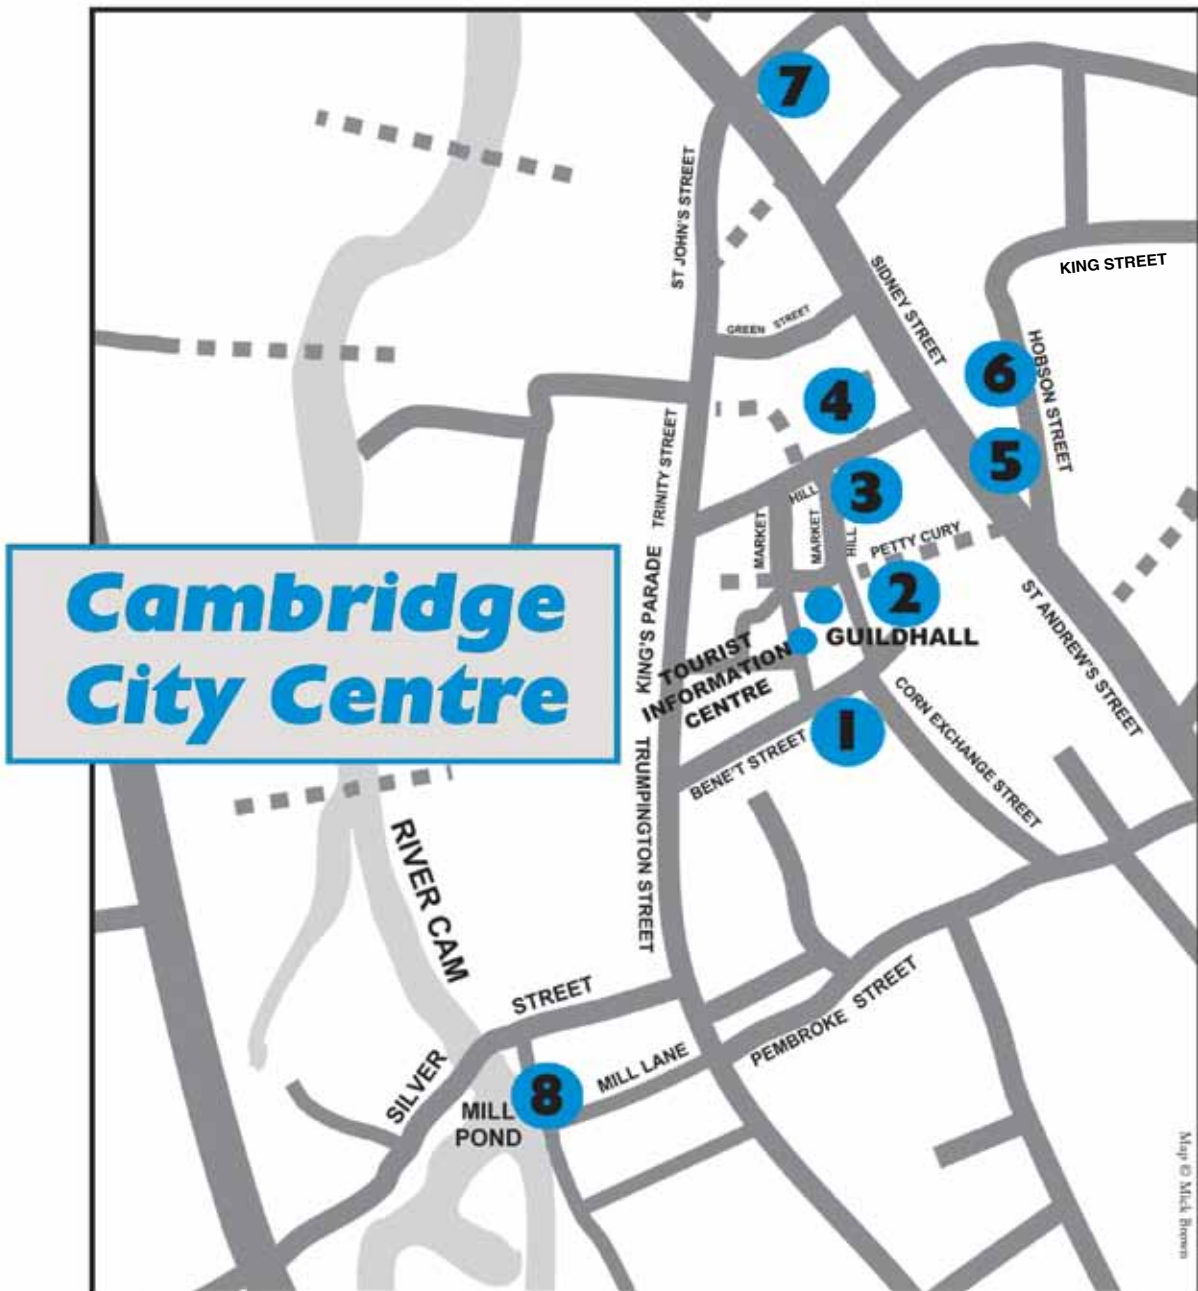 7
ST JOHN'S STREET
KING STREET
SIDNEY STREET
GREEN STREET
HOBSON STREET
6
4
5
3
TRINITY STREET
HILL
MARKET
MARKET
HILL
PETTY CURY
2
KING'S PARADE
Cambridge
City Centre
GUILDHALL
TOURIST
INFORMATION
CENTRE
ST ANDREW'S STREET
CORN EXCHANGE STREET
1
BENE'T STREET
TRUMPINGTON STREET
RIVER CAM
SILVER STREET
PEMBROKE STREET
MILL LANE
8
MILL
POND
Map © Mick Brown